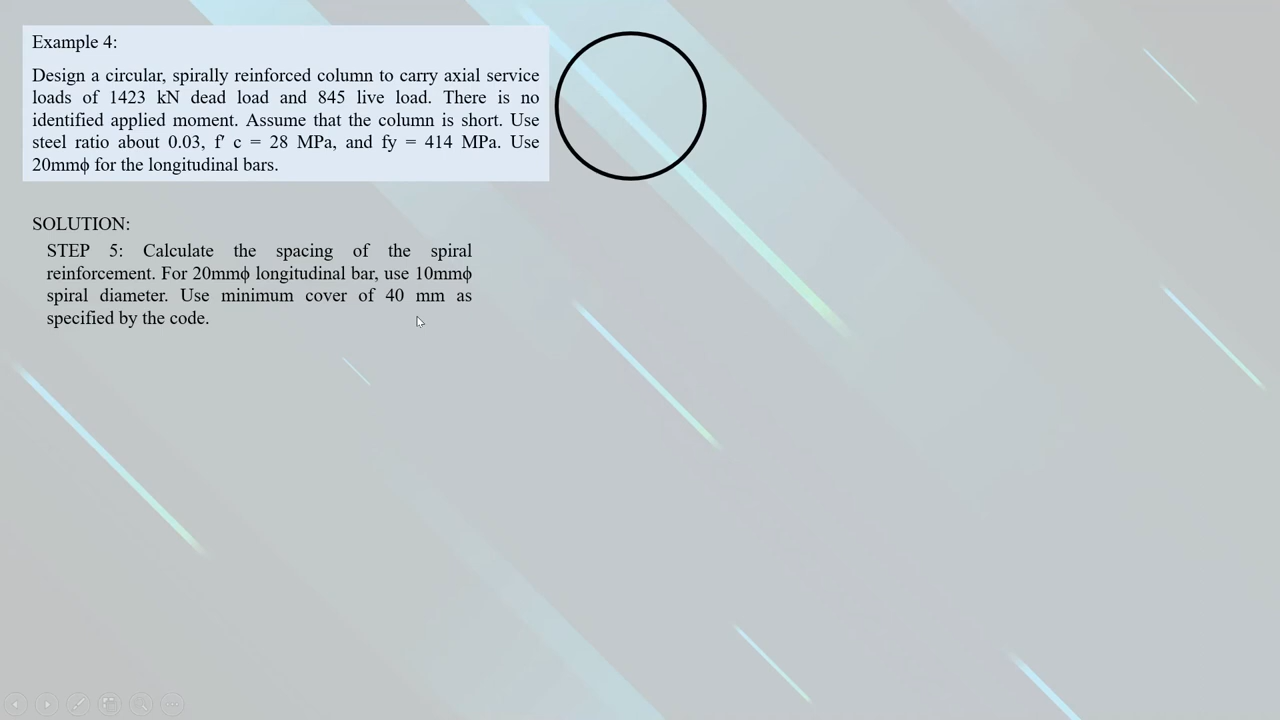 Example 4:
Design a circular, spirally reinforced column to carry axial service
loads of 1423 kN dead load and 845 live load. There is no
identified applied moment. Assume that the column is short. Use
steel ratio about 0.03, f' c = 28 MPa, and fy = 414 MPa. Use
20mmϕ for the longitudinal bars.
SOLUTION:
STEP 5: Calculate the spacing of the spiral
reinforcement. For 20mmϕ longitudinal bar, use 10mmϕ
spiral diameter. Use minimum cover of 40 mm as
specified by the code.